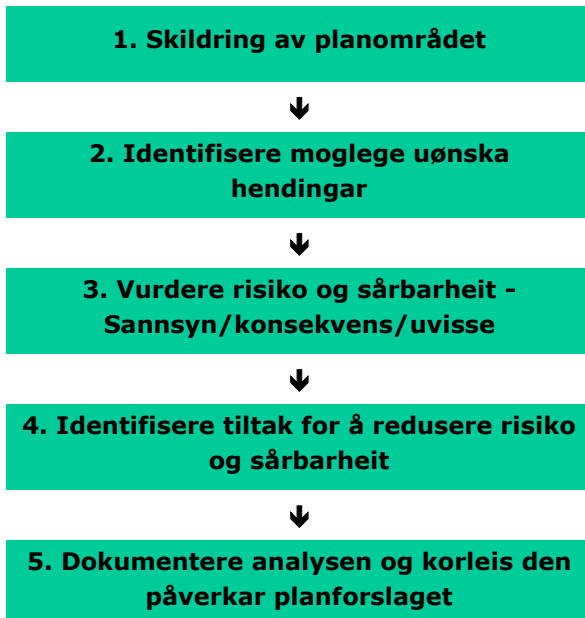 1. Skildring av planområdet
2. Identifisere moglege uønska
hendingar
3. Vurdere risiko og sårbarheit -
Sannsyn/konsekvens/uvisse
4. Identifisere tiltak for å redusere risiko
og sårbarheit
5. Dokumentere analysen og korleis den
påverkar planforslaget